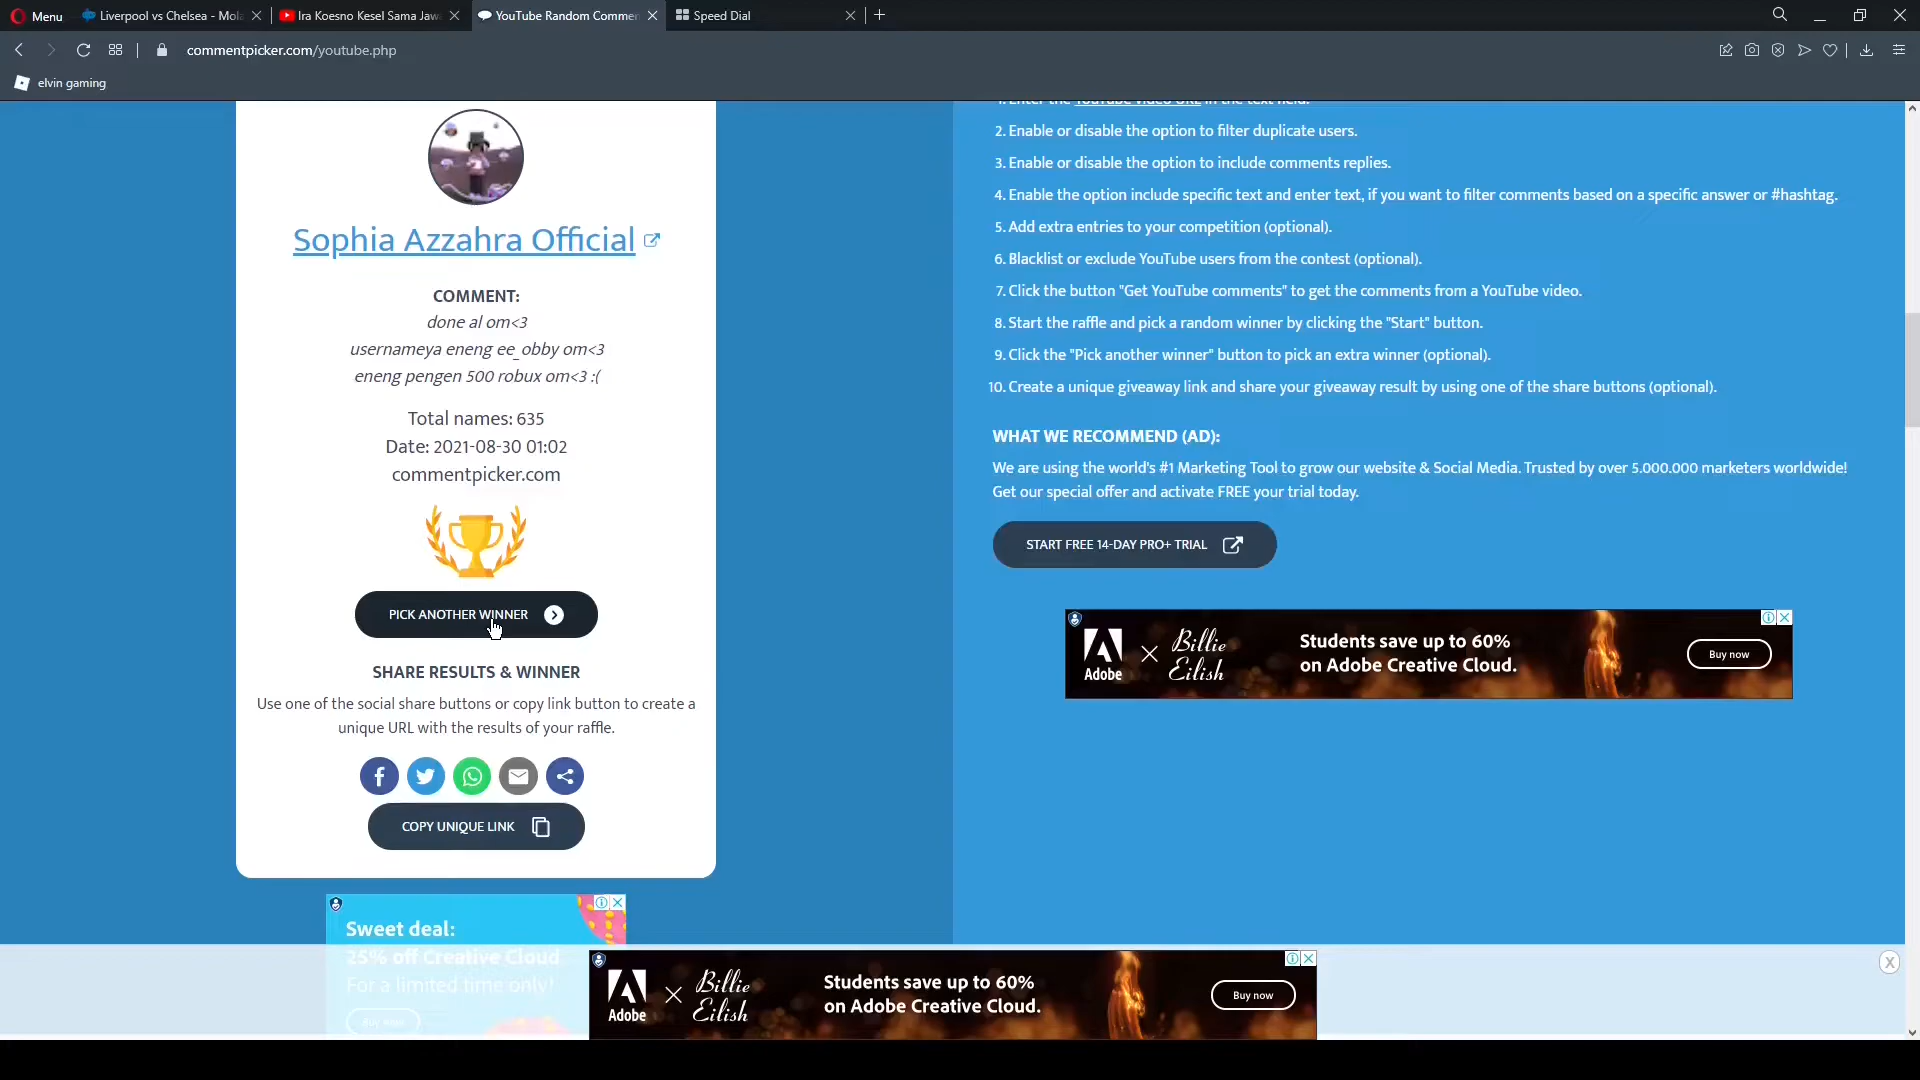 Menu
Liverpool vs Chelsea - Mola
Ira Koesno Kesel Sama Jaw
YouTube Random Commen
Speed Dial
commentpicker.com/youtube.php
elvin gaming
Sophia Azzahra Official
COMMENT:
done al om<3
usernameya eneng ee_obby om<3
eneng pengen 500 robux om<3 :(
Total names: 635
Date: 2021-08-30 01:02
commentpicker.com
PICK ANOTHER WINNER
SHARE RESULTS & WINNER
Use one of the social share buttons or copy link button to create a
unique URL with the results of your raffle.
COPY UNIQUE LINK
Sweet deal:
25% off Creative Cloud
For a limited time only!
Buy now
1. Enter the YouTube video URL in the text field.
2. Enable or disable the option to filter duplicate users.
3. Enable or disable the option to include comments replies.
4. Enable the option include specific text and enter text, if you want to filter comments based on a specific answer or #hashtag.
5. Add extra entries to your competition (optional).
6. Blacklist or exclude YouTube users from the contest (optional).
7. Click the button "Get YouTube comments" to get the comments from a YouTube video.
8. Start the raffle and pick a random winner by clicking the "Start" button.
9. Click the "Pick another winner" button to pick an extra winner (optional).
10. Create a unique giveaway link and share your giveaway result by using one of the share buttons (optional).
WHAT WE RECOMMEND (AD):
We are using the world's #1 Marketing Tool to grow our website & Social Media. Trusted by over 5.000.000 marketers worldwide!
Get our special offer and activate FREE your trial today.
START FREE 14-DAY PRO+ TRIAL
Adobe × Billie Eilish
Students save up to 60%
on Adobe Creative Cloud.
Buy now
Adobe × Billie Eilish
Students save up to 60%
on Adobe Creative Cloud.
Buy now
X